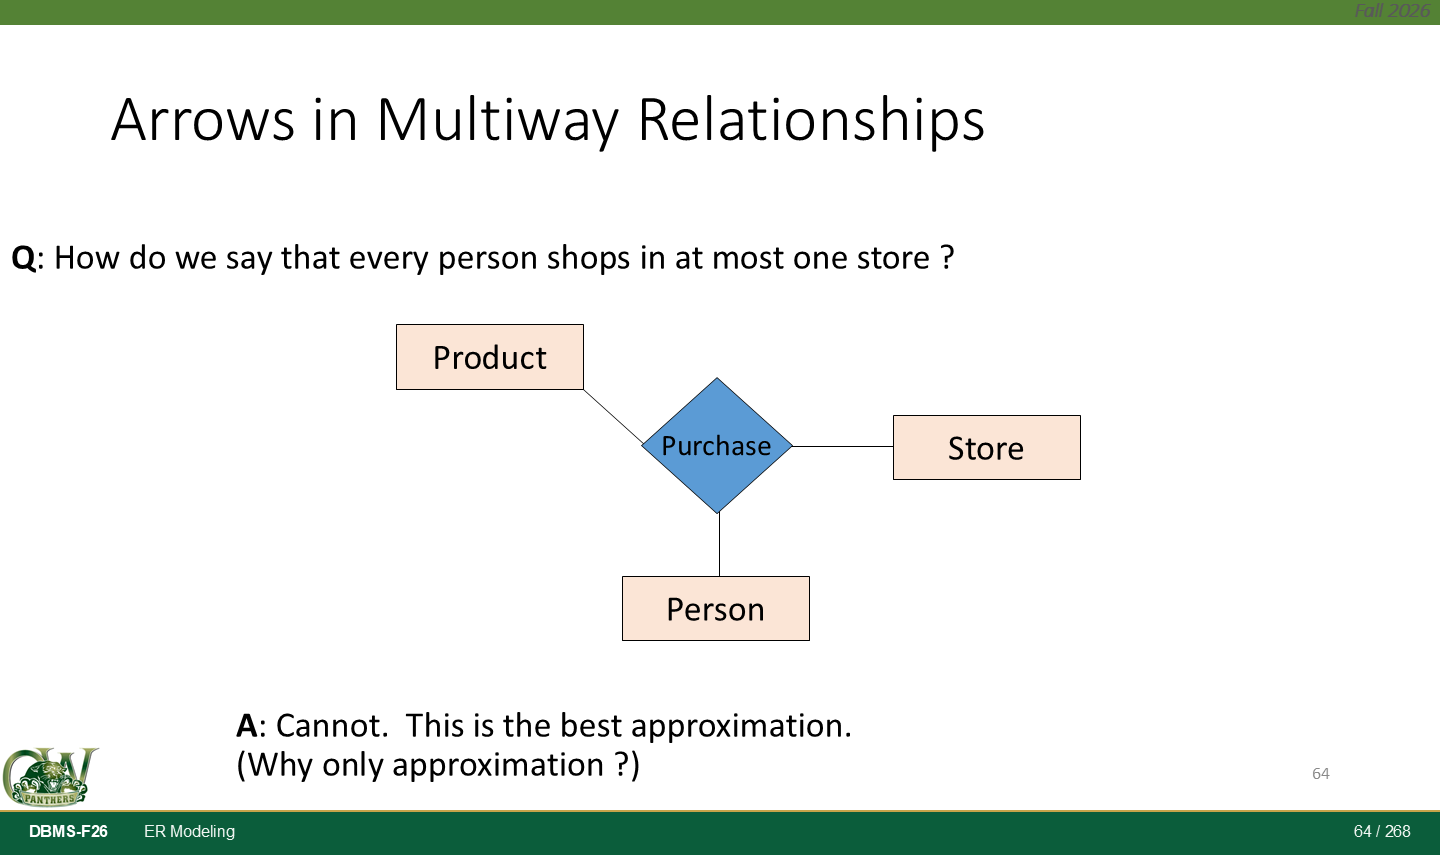 Fall 2026
Arrows in Multiway Relationships
Q: How do we say that every person shops in at most one store ?
Product
Purchase
Store
Person
A: Cannot.  This is the best approximation.
(Why only approximation ?)
OW
PANTHERS
64
DBMS-F26 ER Modeling 64 / 268